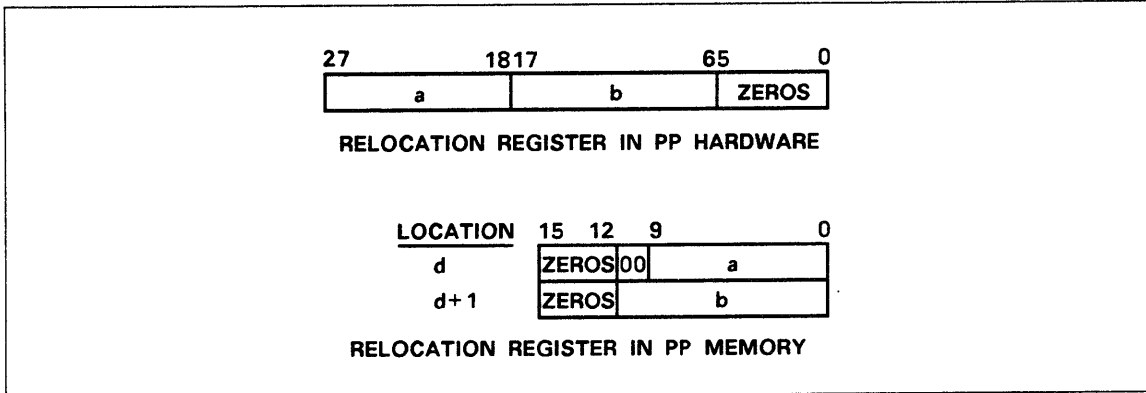 27 1817 65 0
a b ZEROS
RELOCATION REGISTER IN PP HARDWARE
LOCATION 15 12 9 0
d ZEROS 00 a
d+1 ZEROS b
RELOCATION REGISTER IN PP MEMORY